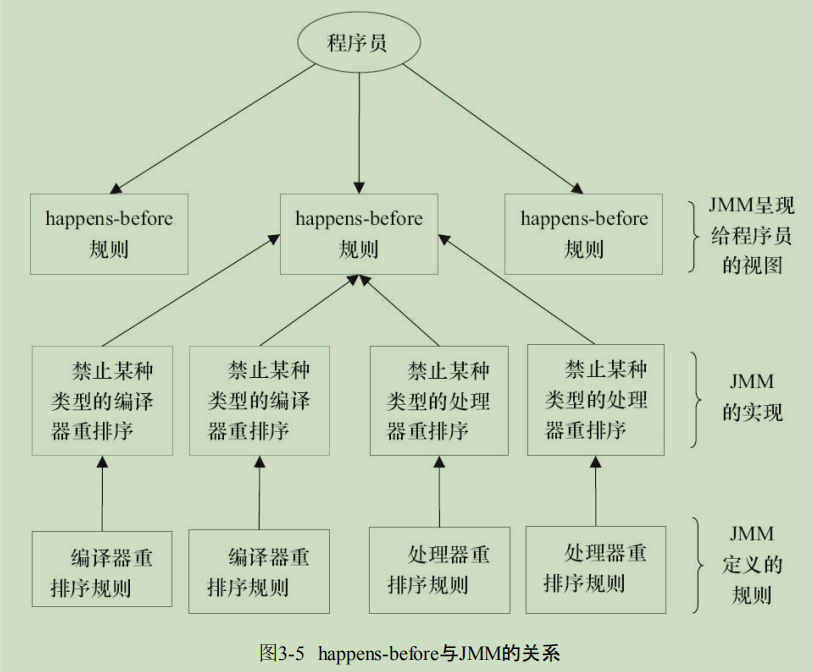 程序员
happens-before
规则
happens-before
规则
happens-before
规则
JMM呈现
给程序员
的视图
禁止某种
类型的编译
器重排序
禁止某种
类型的编译
器重排序
禁止某种
类型的处理
器重排序
禁止某种
类型的处理
器重排序
JMM
的实现
编译器重
排序规则
编译器重
排序规则
处理器重
排序规则
处理器重
排序规则
JMM
定义的
规则
图3-5 happens-before与JMM的关系